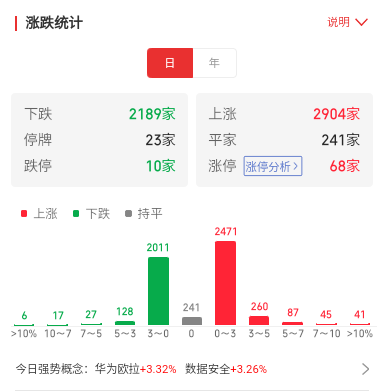 涨跌统计 说明
日 年
下跌 2189家 上涨 2904家
停牌 23家 平家 241家
跌停 10家 涨停 涨停分析 68家
上涨 下跌 持平
6 17 27 128 2011 241 2471 260 87 45 41
>10% 10～7 7～5 5～3 3～0 0 0～3 3～5 5～7 7～10 >10%
今日强势概念：华为欧拉+3.32% 数据安全+3.26%